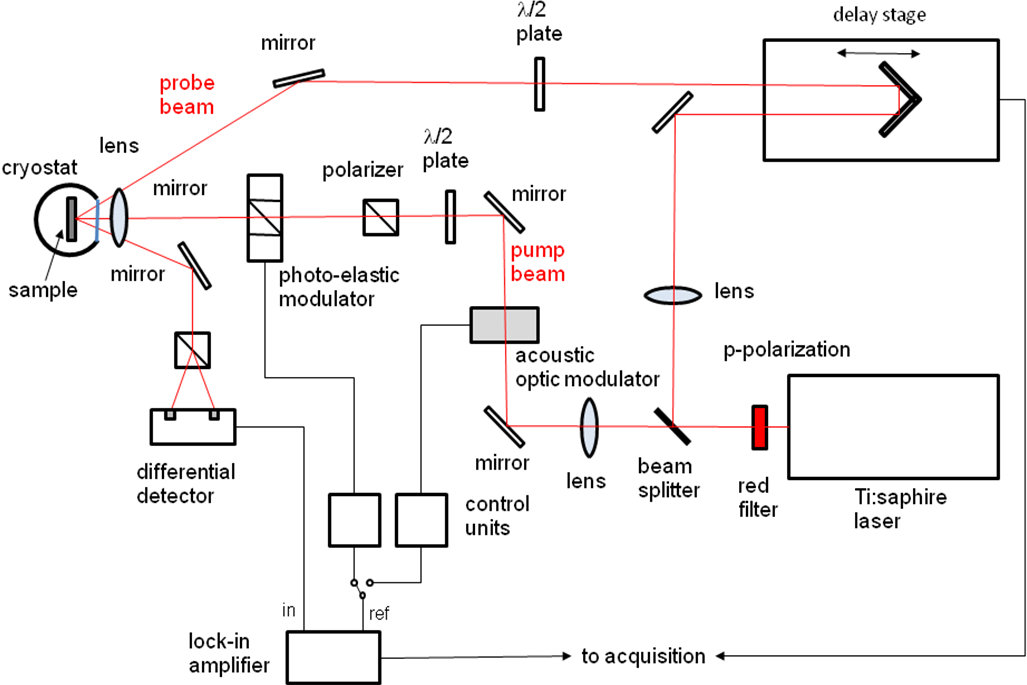 λ/2
plate
delay stage
mirror
probe
beam
λ/2
plate
lens
cryostat
mirror
polarizer
mirror
pump
beam
sample
mirror
photo-elastic
modulator
lens
acoustic
optic modulator
p-polarization
mirror
lens
beam
splitter
red
filter
Ti:saphire
laser
differential
detector
control
units
in
ref
lock-in
amplifier
to acquisition